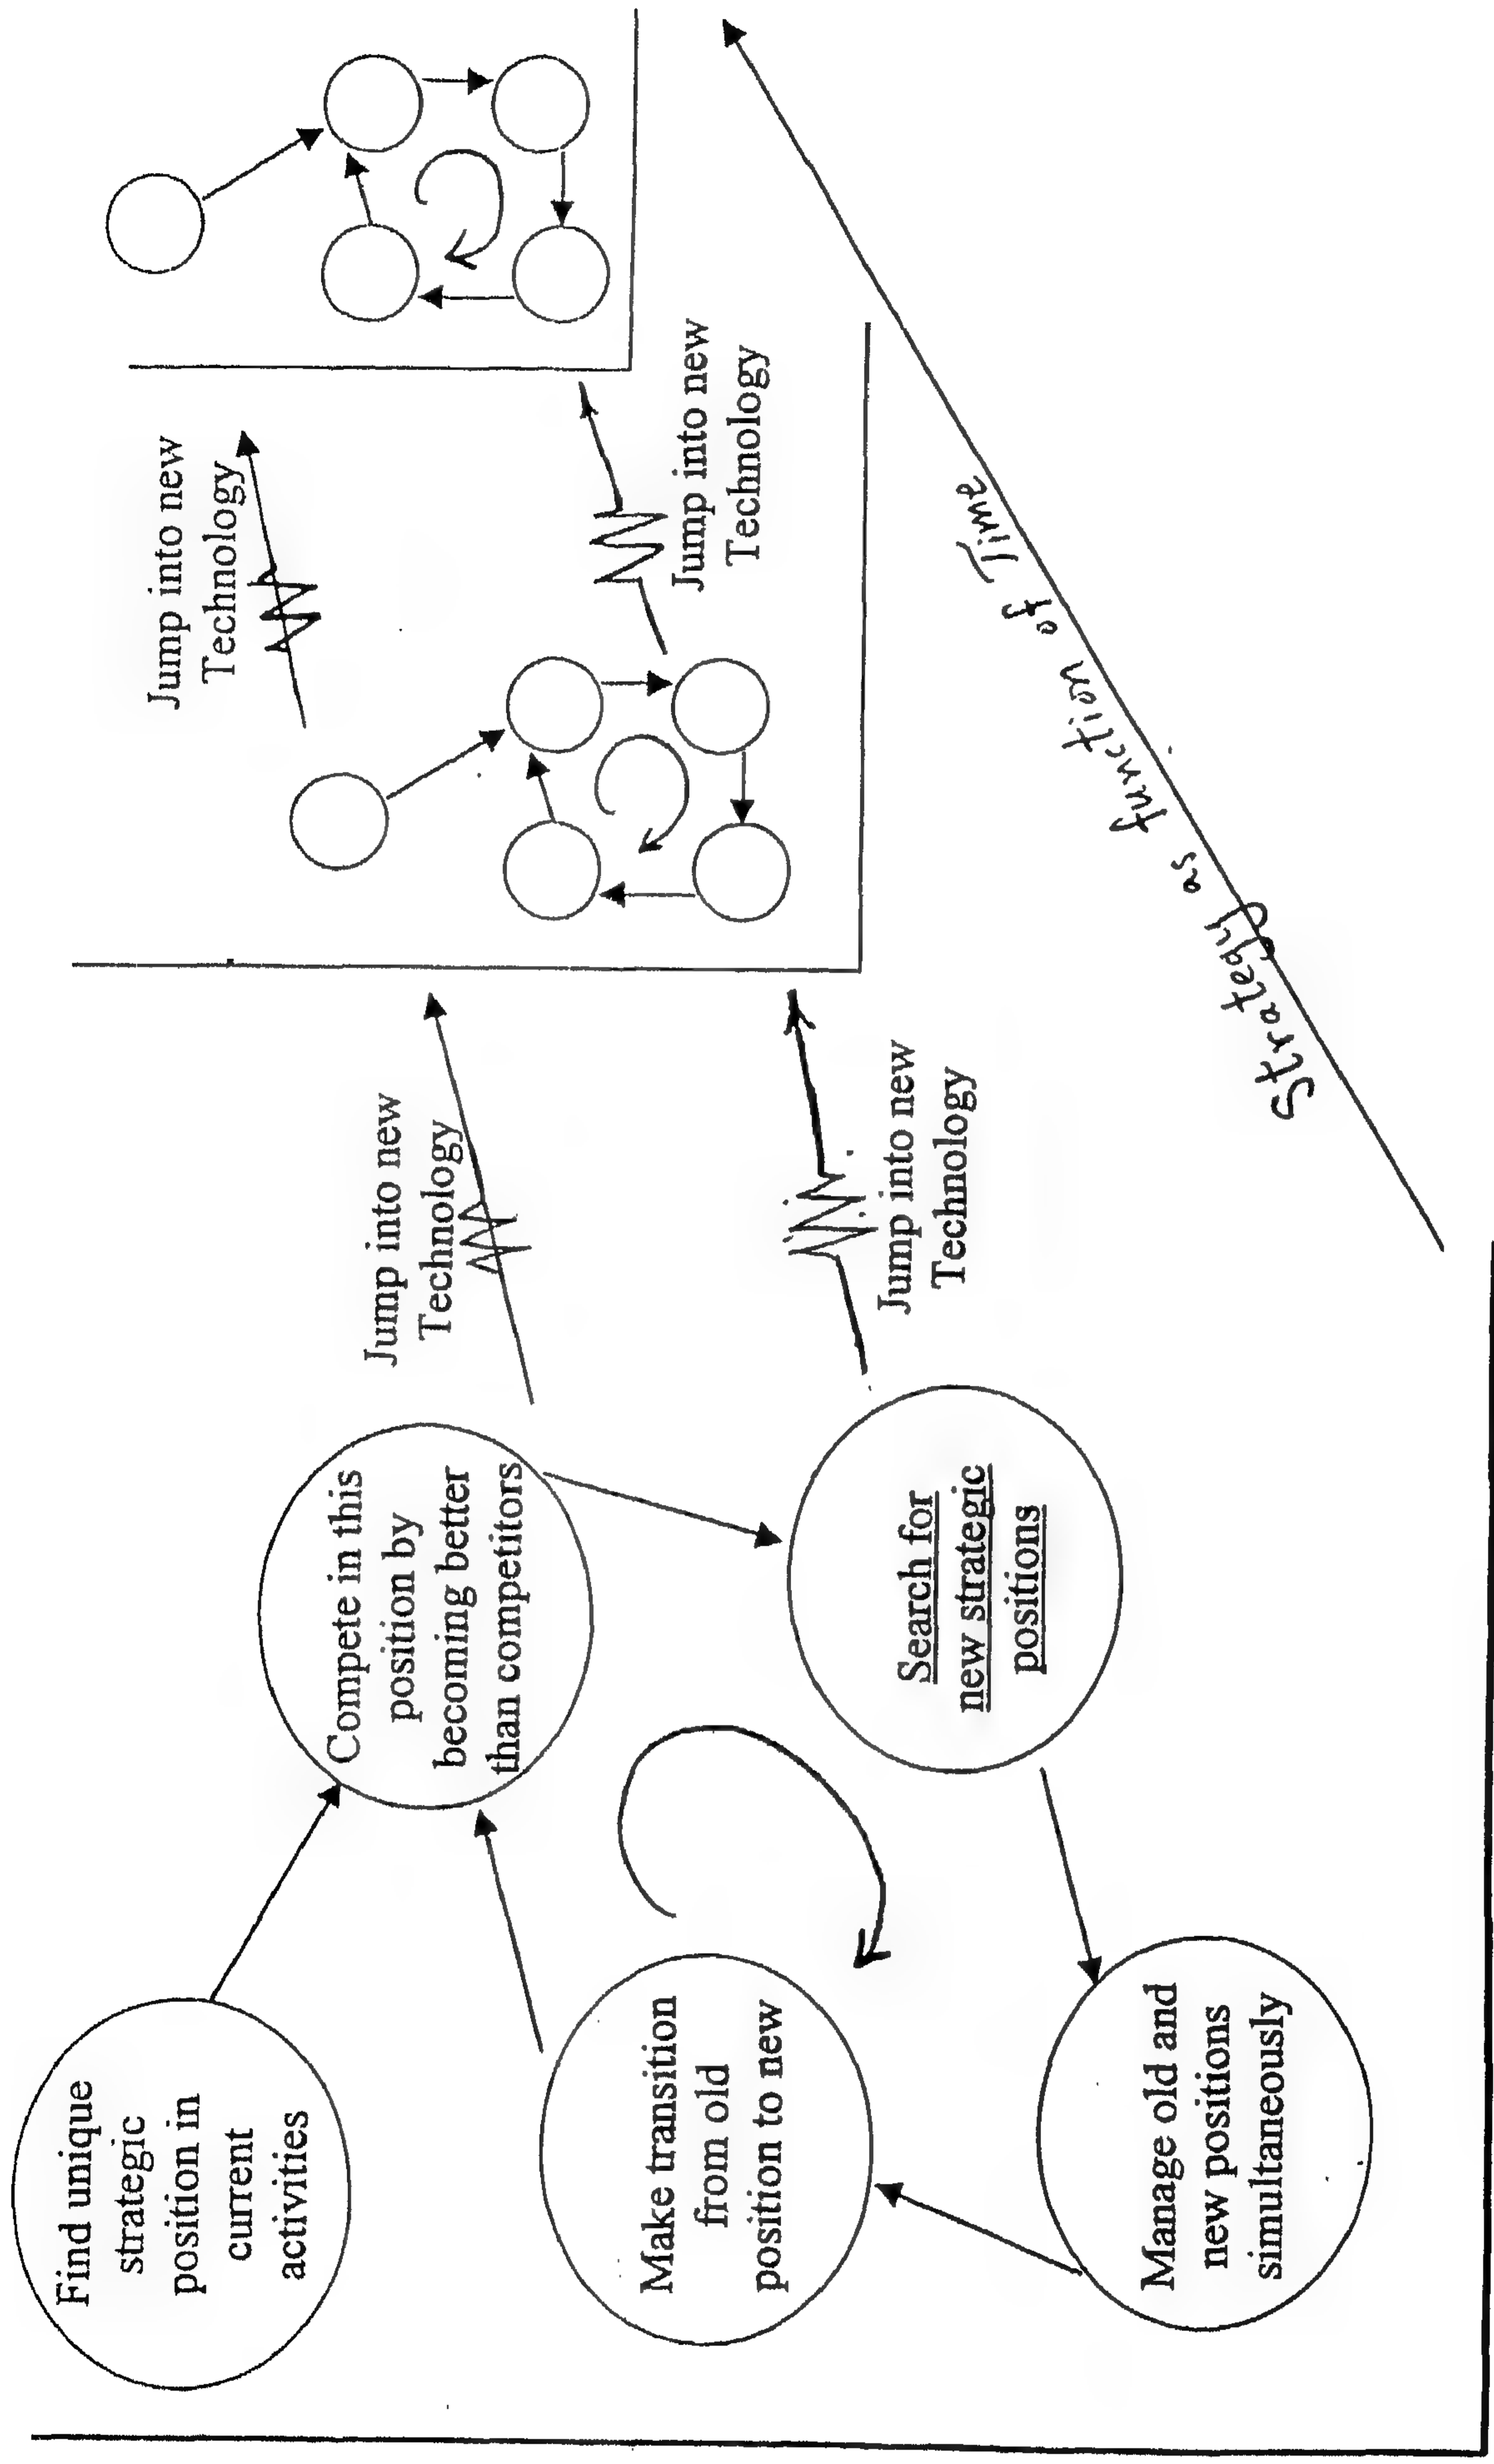 Find unique
strategic
position in
current
activities
Compete in this
position by
becoming better
than competitors
Make transition
from old
position to new
Search for
new strategic
positions
Manage old and
new positions
simultaneously
Jump into new
Technology
Jump into new
Technology
Jump into new
Technology
Jump into new
Technology
Strategy as function of Time